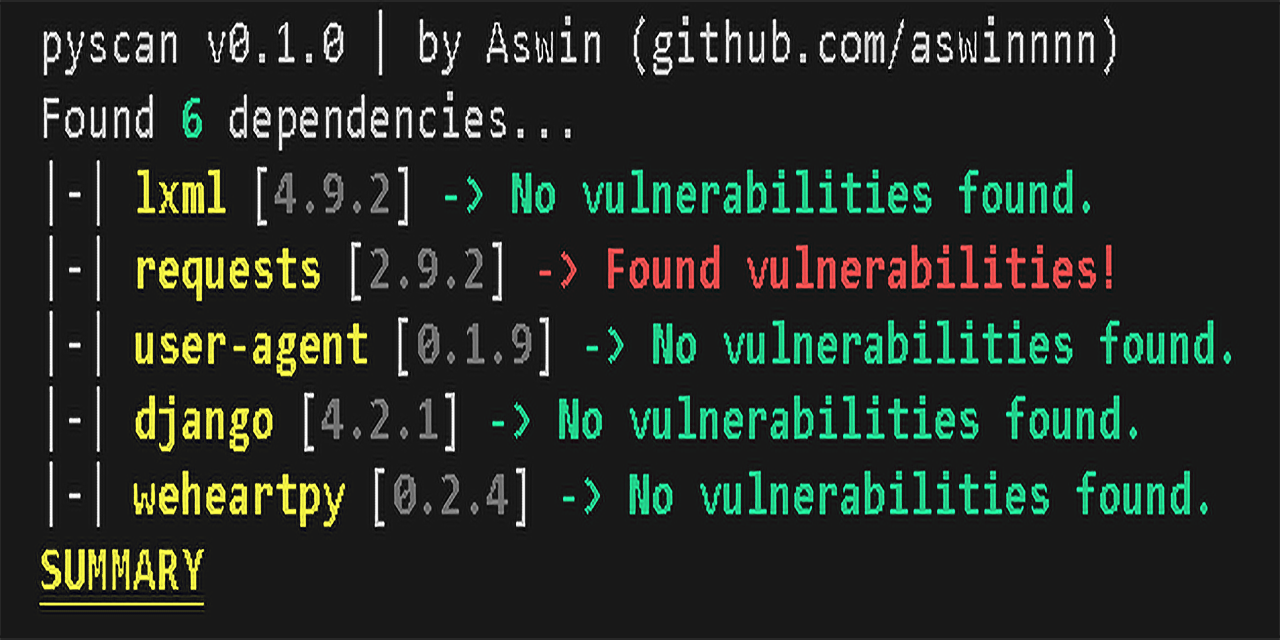 pyscan v0.1.0 | by Aswin (github.com/aswinnnn)
Found 6 dependencies...
|-| lxml [4.9.2] -> No vulnerabilities found.
|-| requests [2.9.2] -> Found vulnerabilities!
|-| user-agent [0.1.9] -> No vulnerabilities found.
|-| django [4.2.1] -> No vulnerabilities found.
|-| weheartpy [0.2.4] -> No vulnerabilities found.
SUMMARY